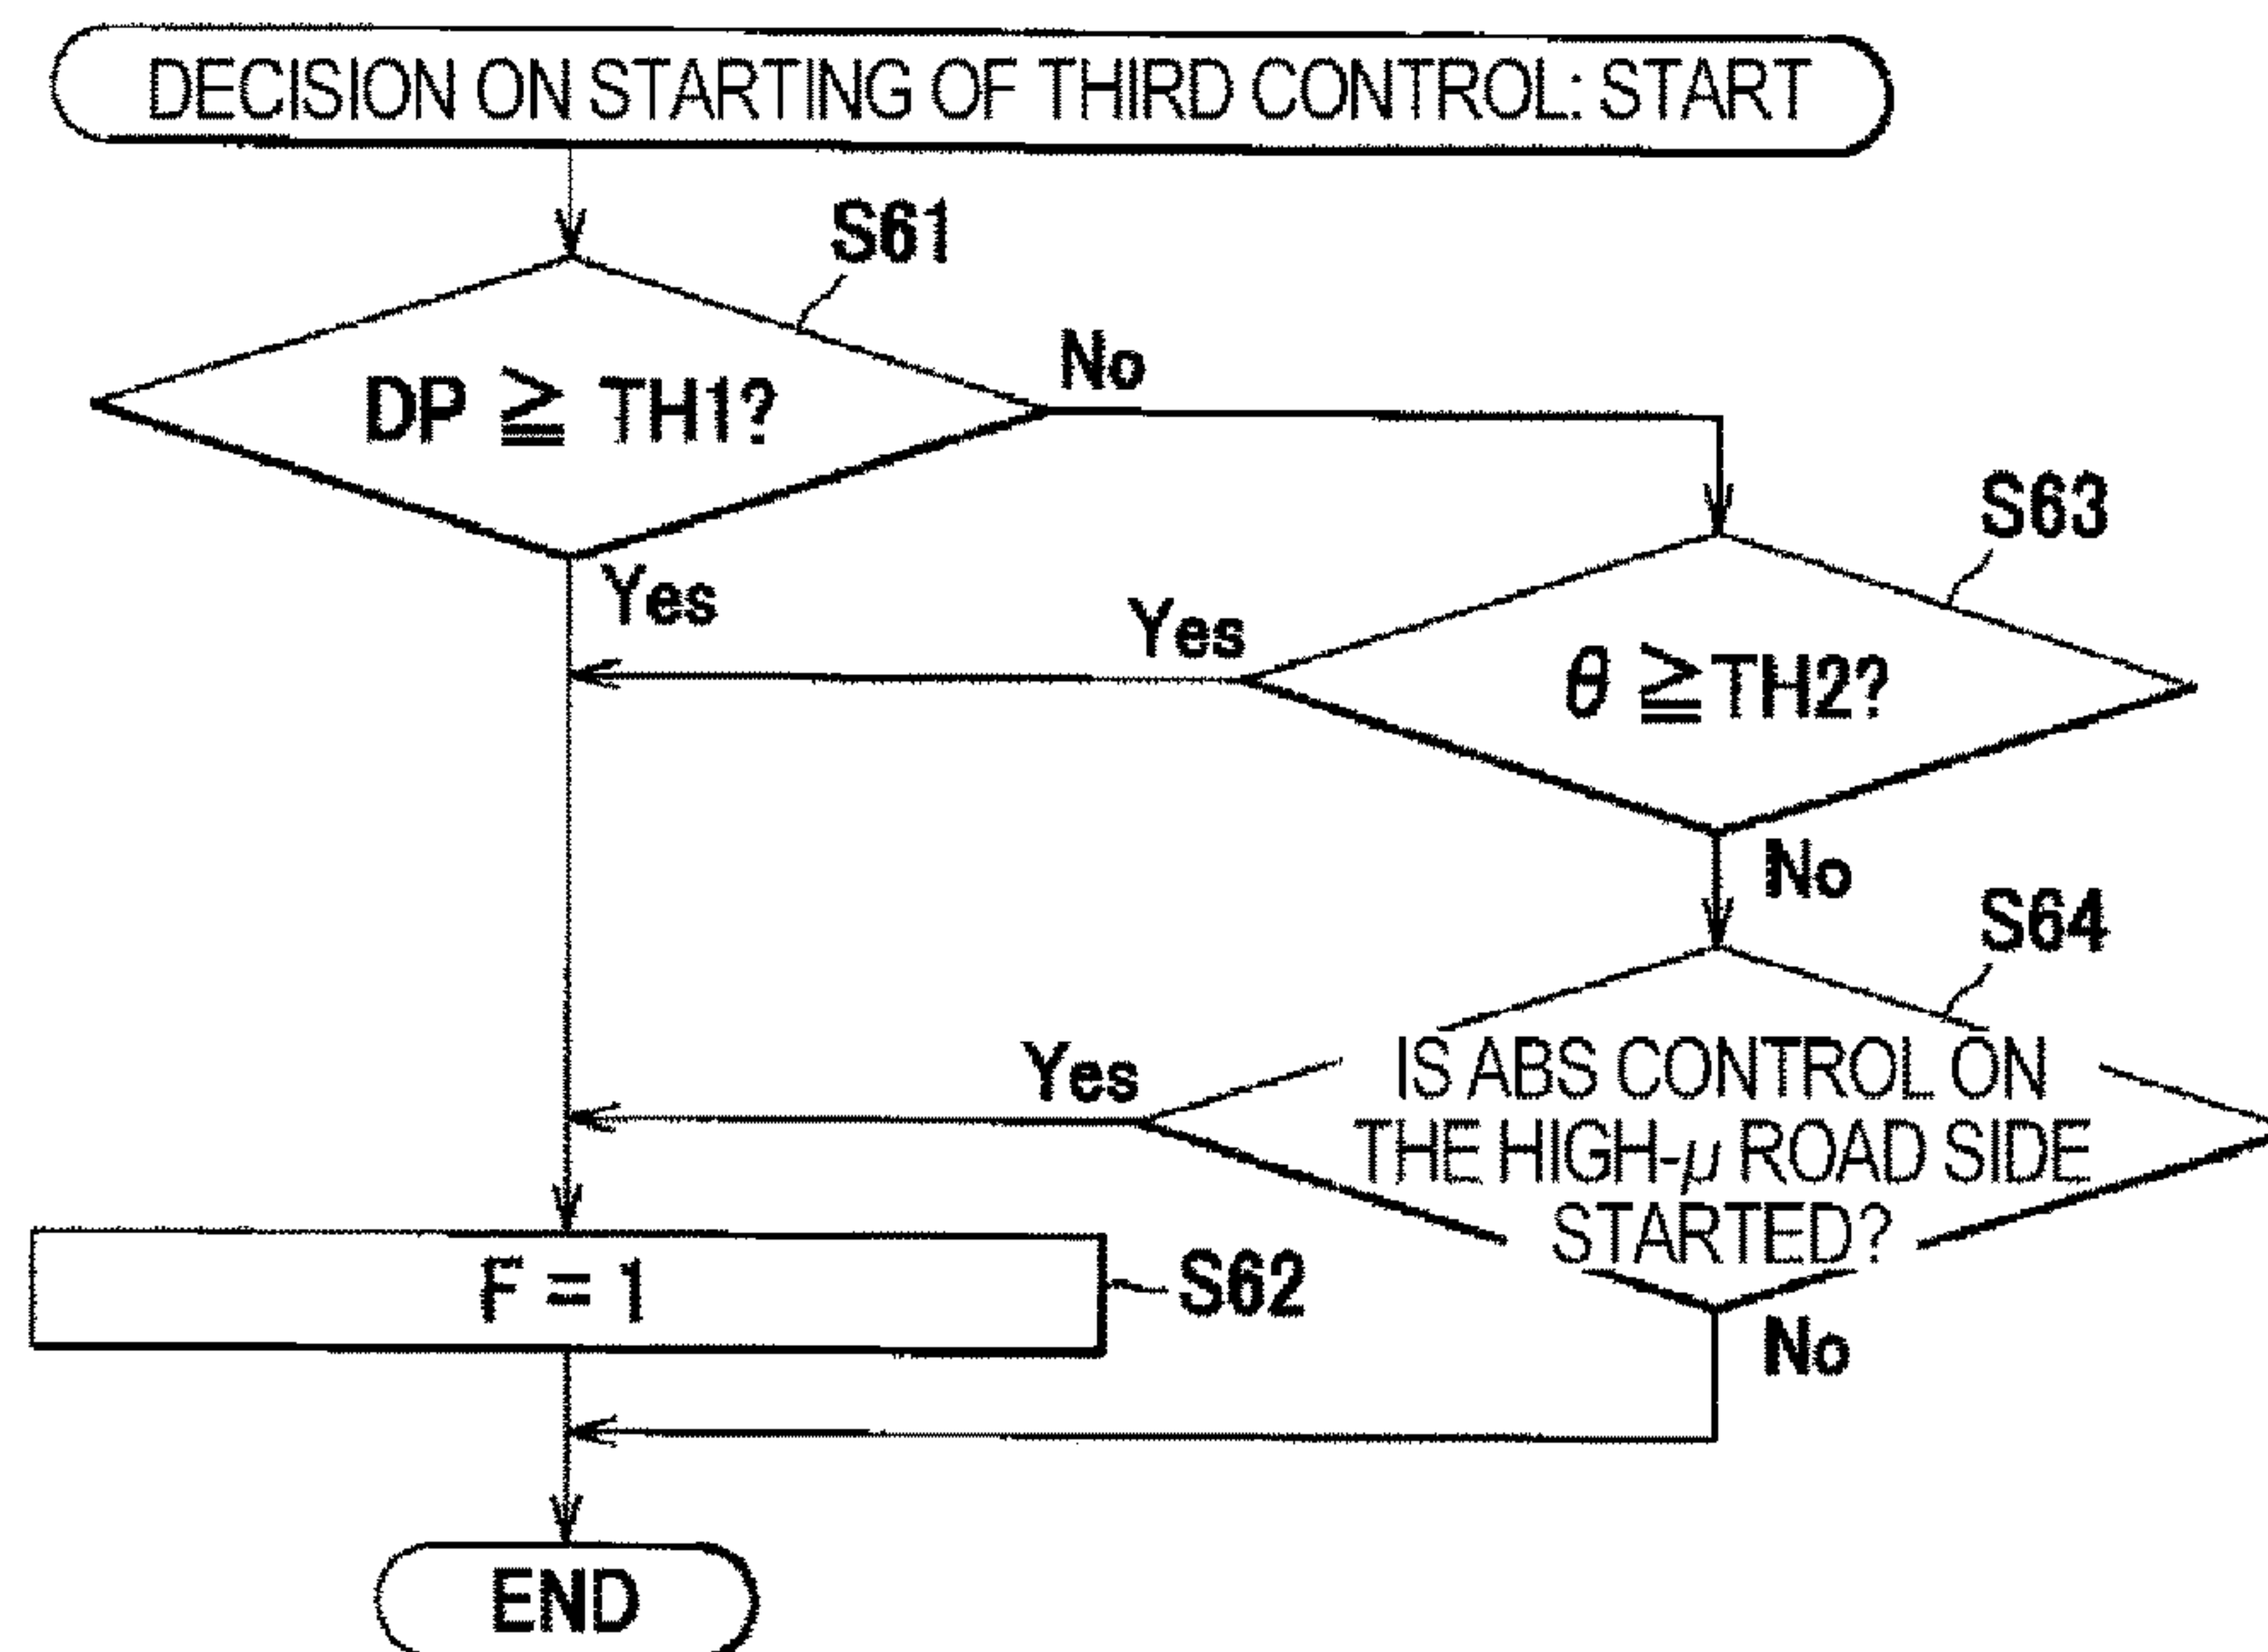 DECISION ON STARTING OF THIRD CONTROL: START
S61
DP ≧ TH1?
No
Yes
S63
θ ≧TH2?
Yes
No
S64
IS ABS CONTROL ON
THE HIGH-μ ROAD SIDE
STARTED?
Yes
No
F = 1
S62
END